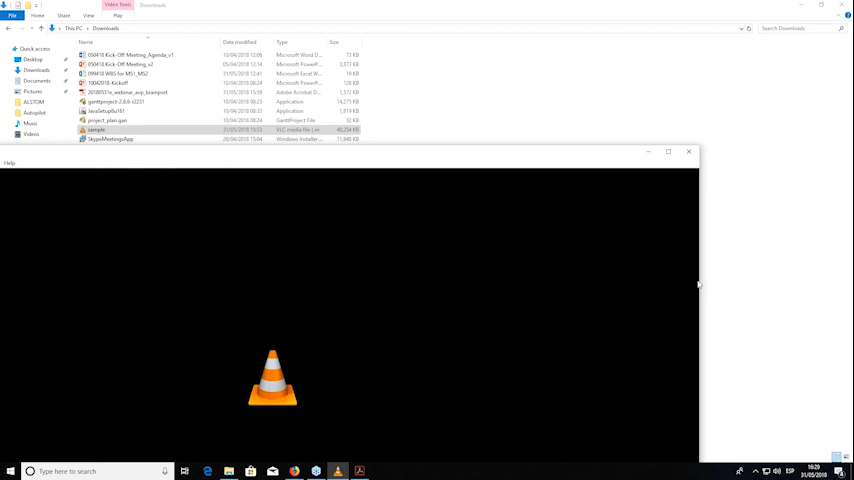 Video Tools Downloads
File Home Share View Play
This PC > Downloads
Search Downloads
Quick access
Desktop
Downloads
Documents
Pictures
ALSTOM
Autopilot
Music
Videos
Name Date modified Type Size
050418 Kick-Off Meeting_Agenda_v1 10/04/2018 12:06 Microsoft Word D... 73 KB
050418 Kick-Off Meeting_v2 05/04/2018 12:14 Microsoft PowerP... 3,873 KB
099418 WBS for MS1_MS2 31/05/2018 12:41 Microsoft Excel W... 19 KB
10042018-Kickoff 10/04/2018 08:23 Microsoft PowerP...
20180531e_webinar_avp_brainport 31/05/2018 15:59 Adobe Acrobat D... 1,572 KB
ganttproject-2.8.6-r2231 10/04/2018 08:23 Application 14,275 KB
JavaSetup8u161 10/04/2018 08:23 Application 1,819 KB
project_plan.gan 10/04/2018 08:24 GanttProject File 32 KB
sample 31/05/2018 15:53 VLC media file (.m... 46,254 KB
SkypeMeetingsApp 26/04/2018 15:04 Windows Installer ... 11,640 KB
Help
Type here to search
ESP
16:29
31/05/2018